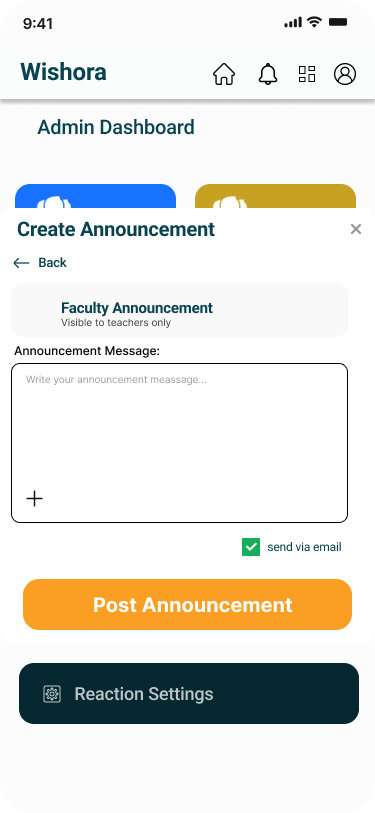 9:41
Wishora
Admin Dashboard
Create Announcement
Back
Faculty Announcement
Visible to teachers only
Announcement Message:
Write your announcement meassage...
send via email
Post Announcement
Reaction Settings